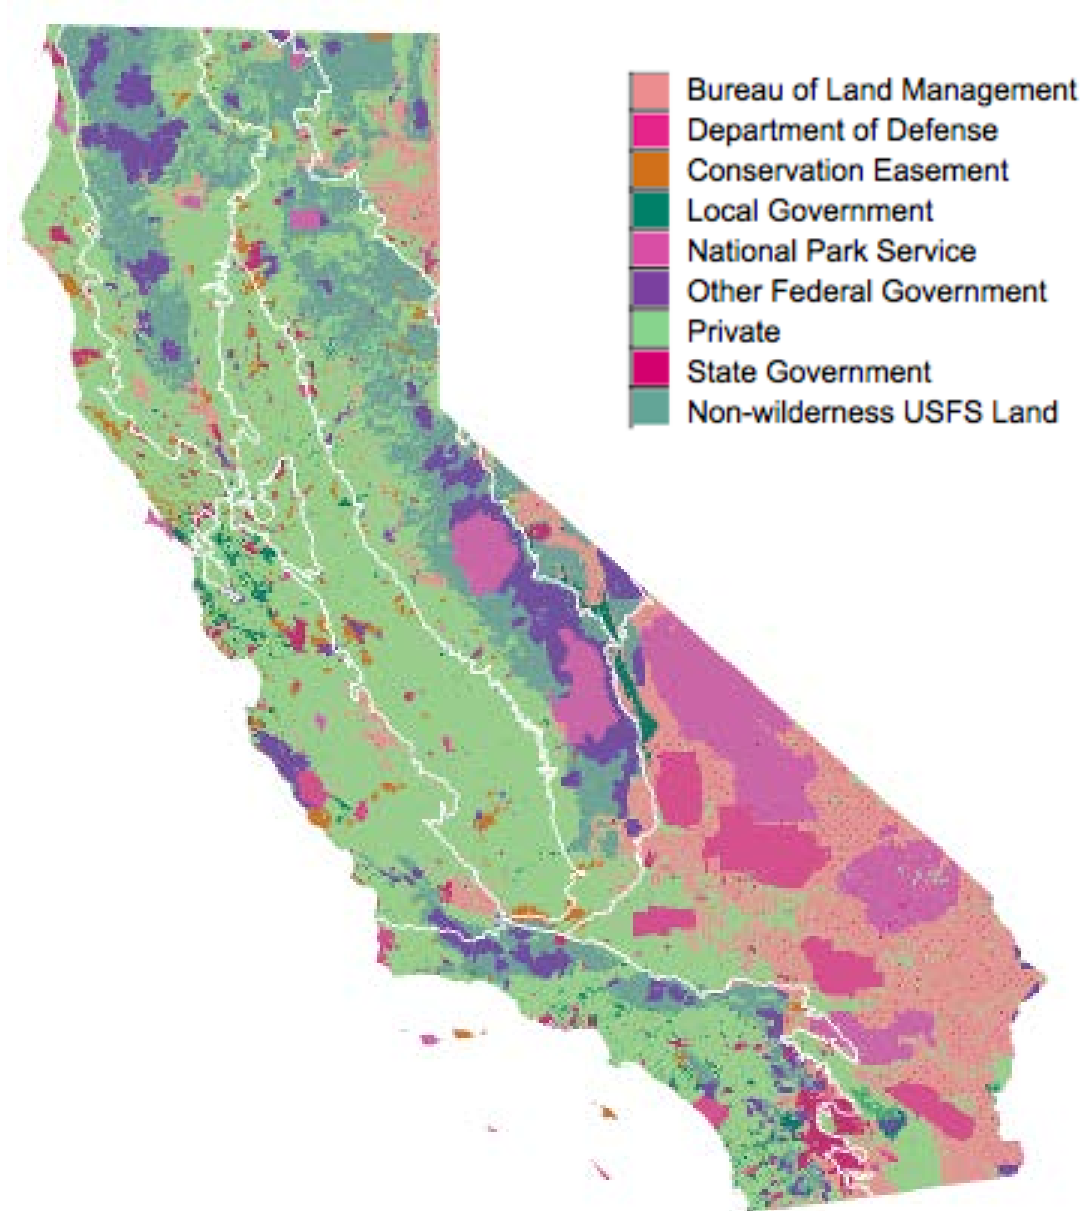 Bureau of Land Management
Department of Defense
Conservation Easement
Local Government
National Park Service
Other Federal Government
Private
State Government
Non-wilderness USFS Land